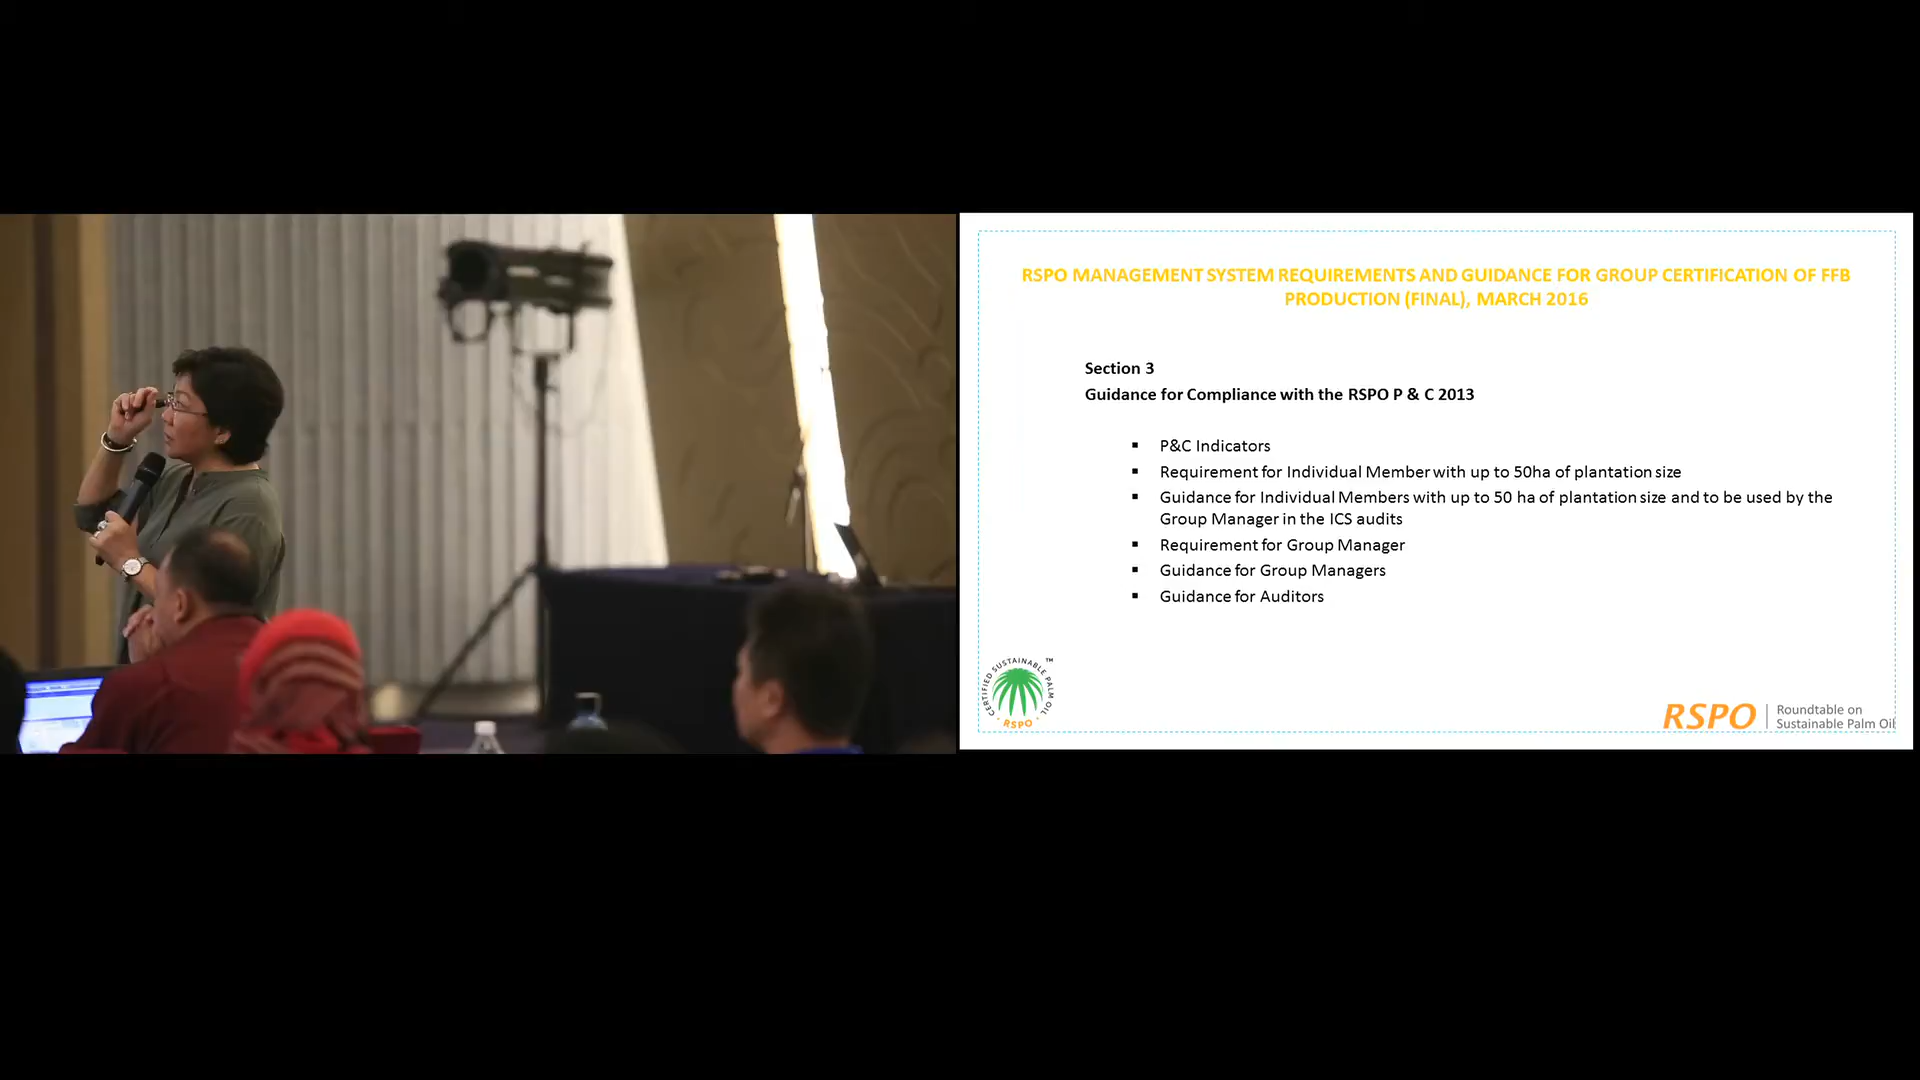 RSPO MANAGEMENT SYSTEM REQUIREMENTS AND GUIDANCE FOR GROUP CERTIFICATION OF FFB
PRODUCTION (FINAL), MARCH 2016
Section 3
Guidance for Compliance with the RSPO P & C 2013
▪ P&C Indicators
▪ Requirement for Individual Member with up to 50ha of plantation size
▪ Guidance for Individual Members with up to 50 ha of plantation size and to be used by the
Group Manager in the ICS audits
▪ Requirement for Group Manager
▪ Guidance for Group Managers
▪ Guidance for Auditors
CERTIFIED SUSTAINABLE PALM OIL ™
RSPO
RSPO | Roundtable on
Sustainable Palm Oil